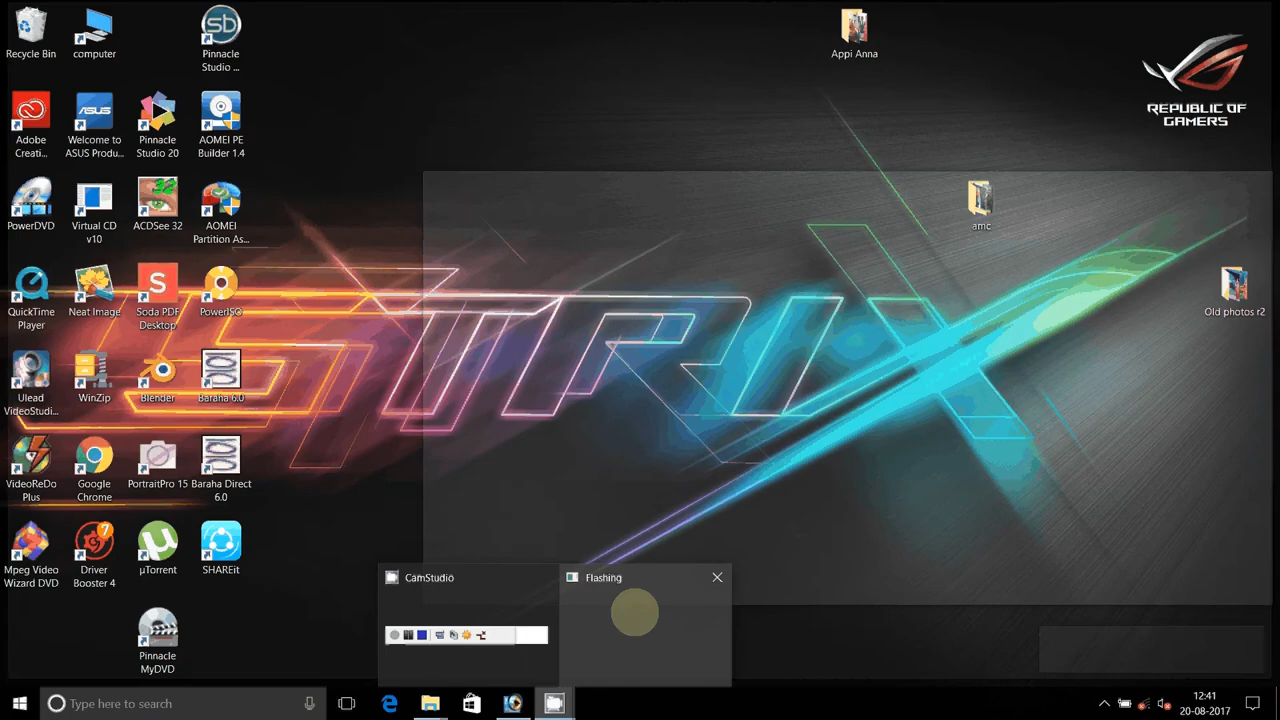 Recycle Bin
computer
Pinnacle
Studio ...
Appi Anna
REPUBLIC OF
GAMERS
Adobe
Creati...
Welcome to
ASUS Produ...
Pinnacle
Studio 20
AOMEI PE
Builder 1.4
PowerDVD
Virtual CD
v10
ACDSee 32
AOMEI
Partition As...
amc
QuickTime
Player
Neat Image
Soda PDF
Desktop
PowerISO
Old photos r2
STRIX
Ulead
VideoStudi...
WinZip
Blender
Baraha 6.0
VideoReDo
Plus
Google
Chrome
PortraitPro 15
Baraha Direct
6.0
Mpeg Video
Wizard DVD
Driver
Booster 4
µTorrent
SHAREit
CamStudio
Flashing
Pinnacle
MyDVD
Type here to search
12:41
20-08-2017